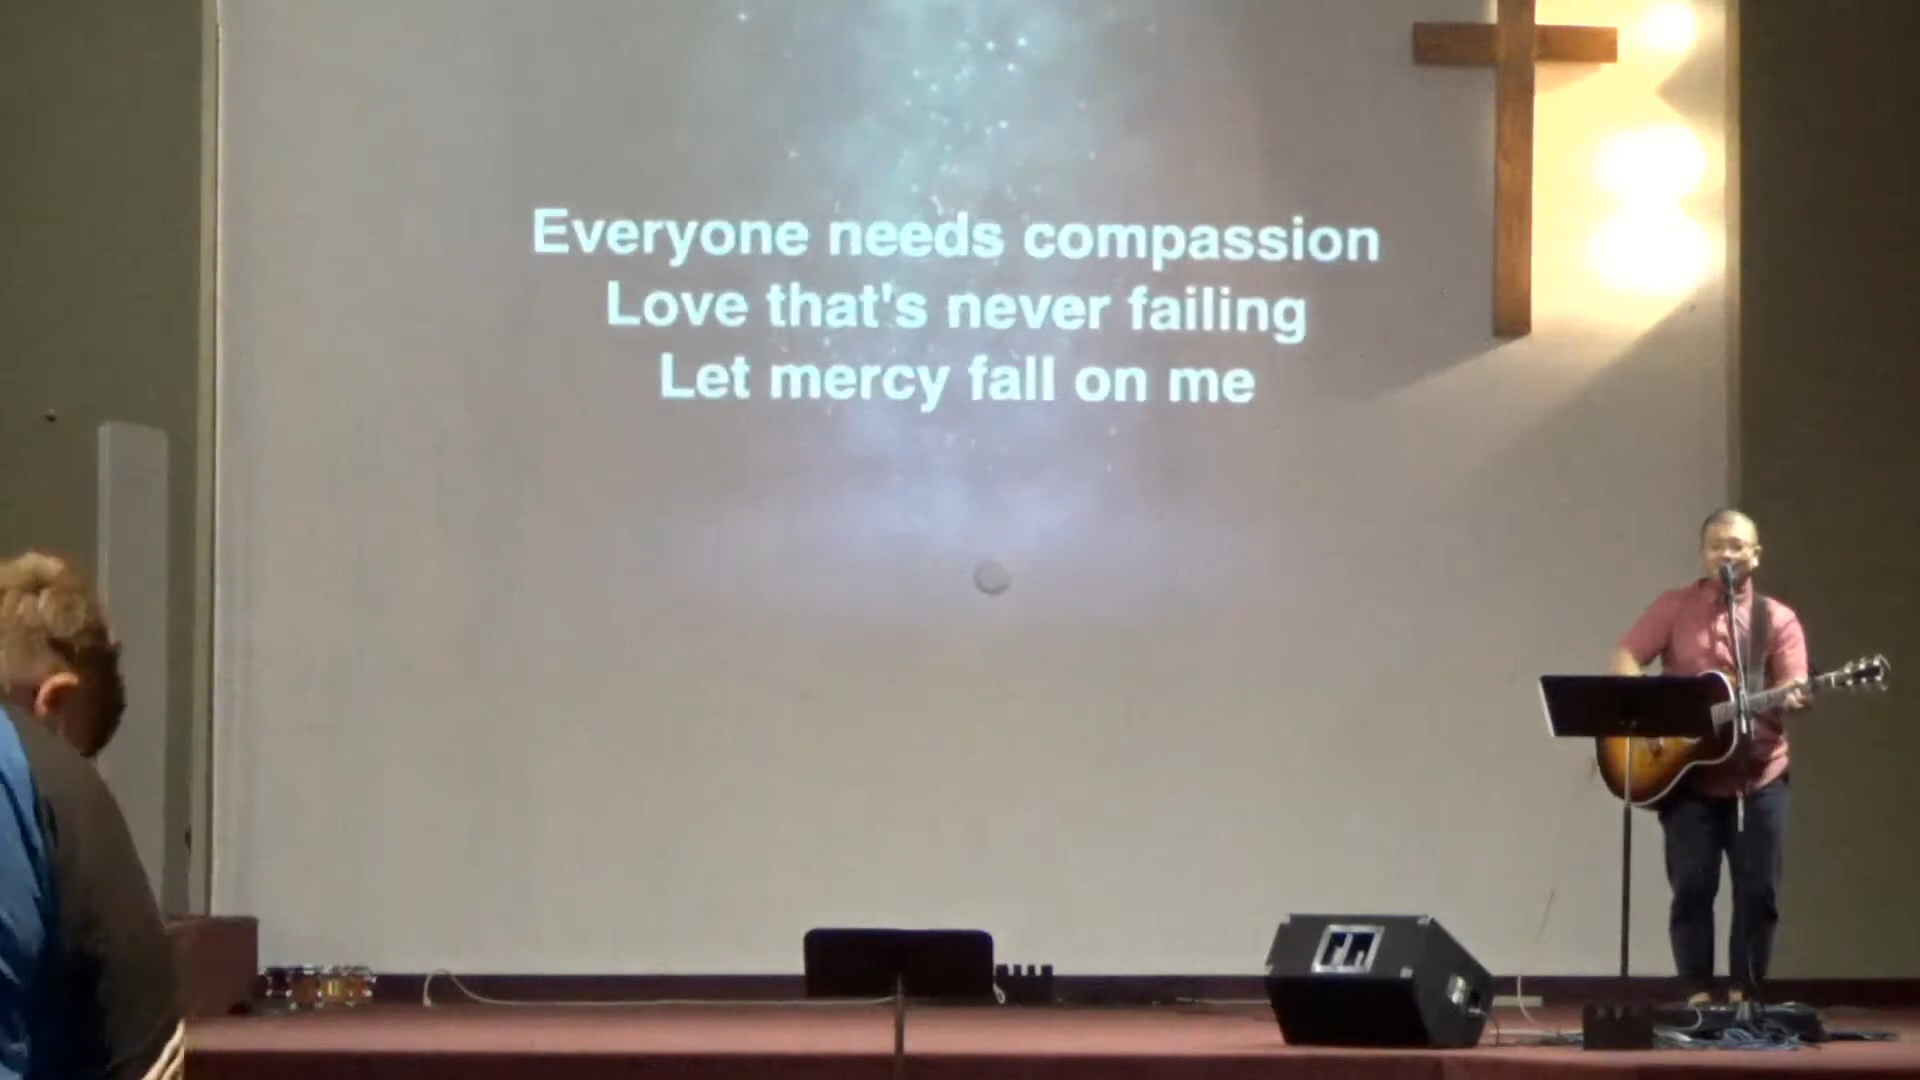 Everyone needs compassion
Love that's never failing
Let mercy fall on me